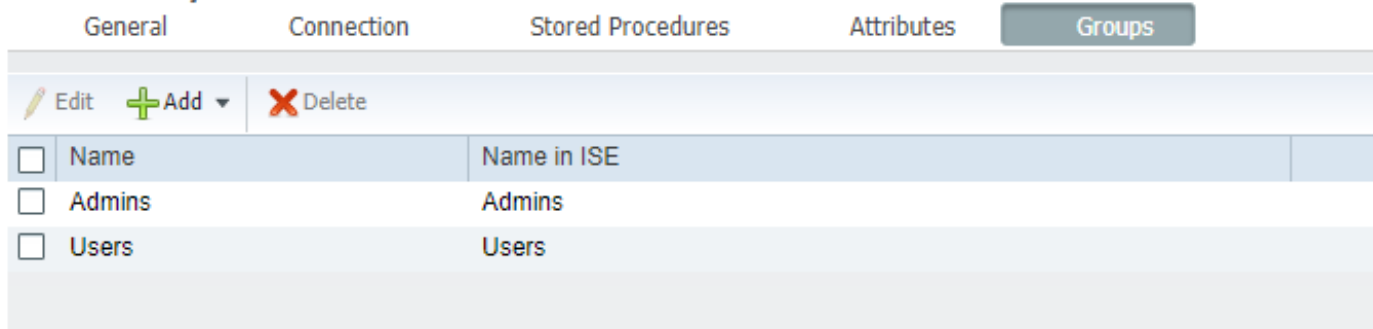 General Connection Stored Procedures Attributes Groups
Edit Add Delete
Name Name in ISE
Admins Admins
Users Users